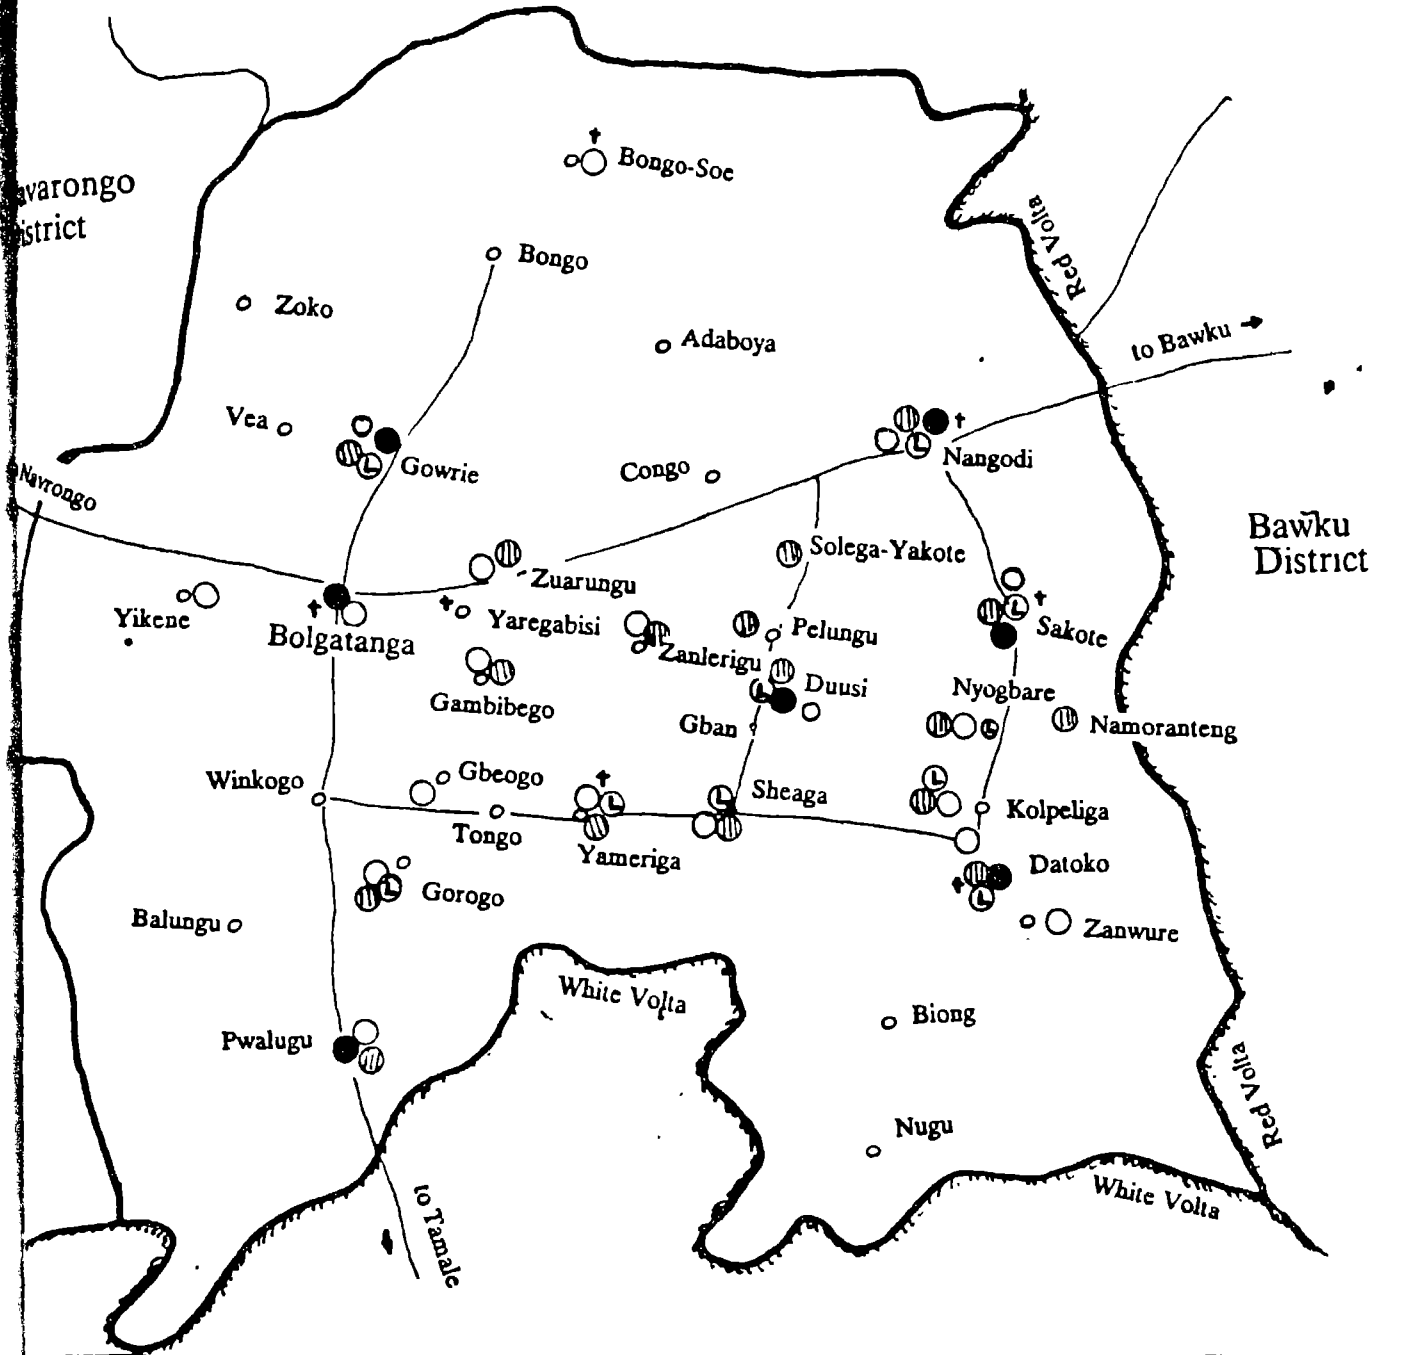 avarongo
istrict
Bongo-Soe
Bongo
Red Volta
Zoko
Adaboya
to Bawku
Vea
Gowrie
Congo
Nangodi
Navrongo
Bawku
District
Solega-Yakote
Zuarungu
Yikene
Bolgatanga
Yaregabisi
Pelungu
Sakote
Zanlerigu
Duusi
Nyogbare
Gambibego
Gban
Namoranteng
Winkogo
Gbeogo
Sheaga
Kolpeliga
Tongo
Yameriga
Datoko
Gorogo
Balungu
Zanwure
White Volta
Biong
Pwalugu
Red Volta
Nugu
White Volta
to Tamale